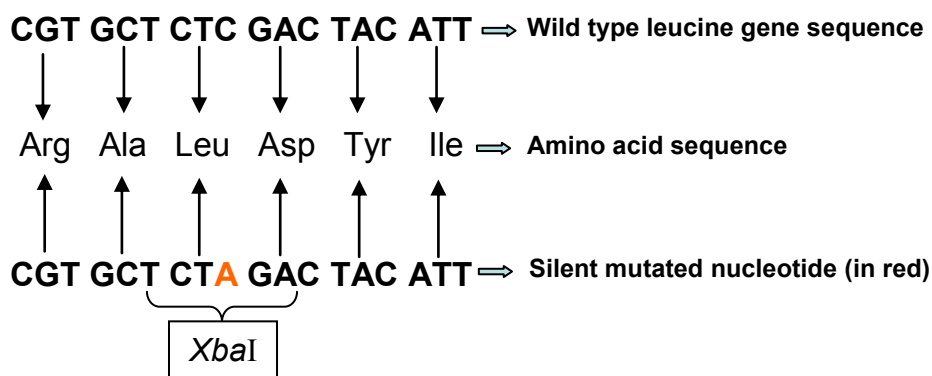 CGT GCT CTC GAC TAC ATT Wild type leucine gene sequence
Arg Ala Leu Asp Tyr Ile Amino acid sequence
CGT GCT CTA GAC TAC ATT Silent mutated nucleotide (in red)
XbaI